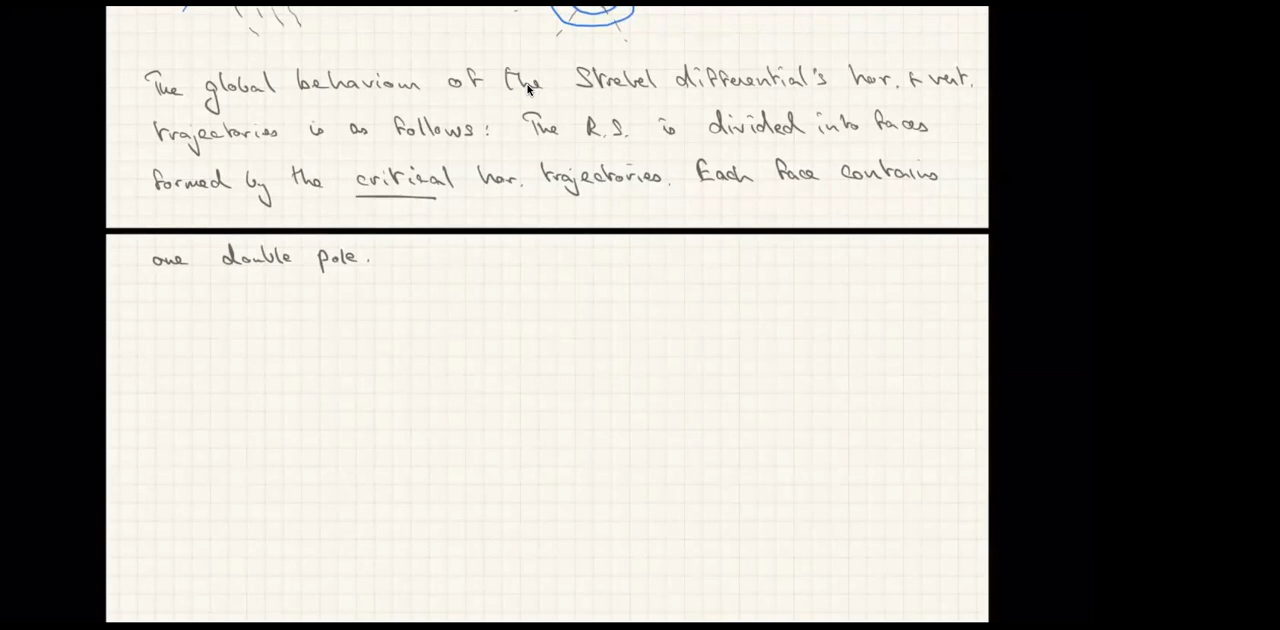 The global behaviour of the Strebel differential's hor. & vert.
trajectories is as follows: The R.S. is divided into faces
formed by the critical hor. trajectories. Each face contains
one double pole.